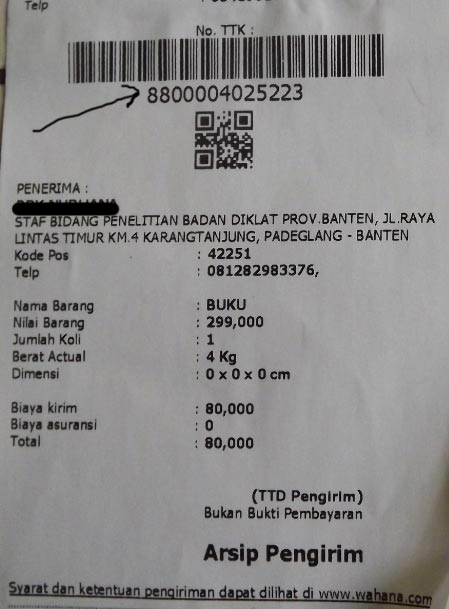 Telp
No. TTK :
8800004025223
PENERIMA :
STAF BIDANG PENELITIAN BADAN DIKLAT PROV.BANTEN, JL.RAYA
LINTAS TIMUR KM.4 KARANGTANJUNG, PADEGLANG - BANTEN
Kode Pos : 42251
Telp : 081282983376,
Nama Barang : BUKU
Nilai Barang : 299,000
Jumlah Koli : 1
Berat Actual : 4 Kg
Dimensi : 0 x 0 x 0 cm
Biaya kirim : 80,000
Biaya asuransi : 0
Total : 80,000
(TTD Pengirim)
Bukan Bukti Pembayaran
Arsip Pengirim
Syarat dan ketentuan pengiriman dapat dilihat di www.wahana.com